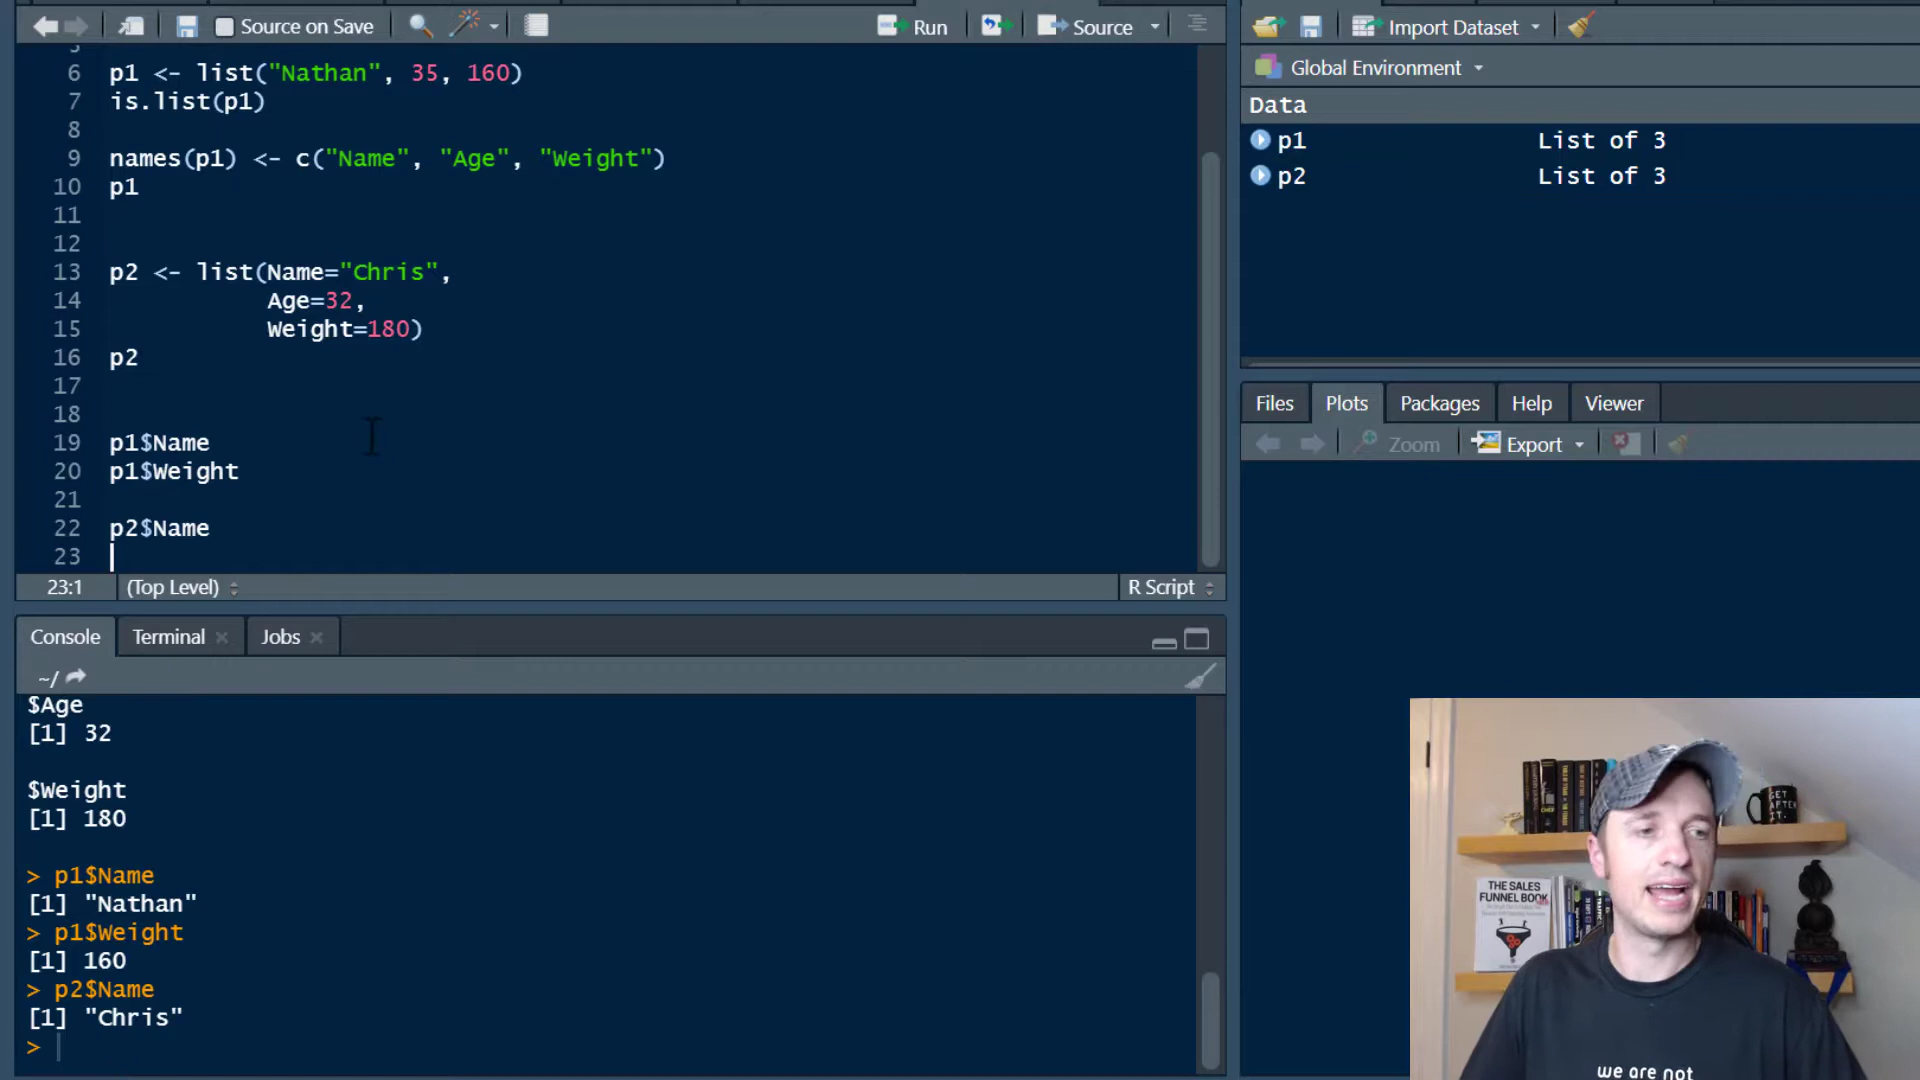 Source on Save
Run
Source
5
6 p1 <- list("Nathan", 35, 160)
7 is.list(p1)
8
9 names(p1) <- c("Name", "Age", "Weight")
10 p1
11
12
13 p2 <- list(Name="Chris",
14 Age=32,
15 Weight=180)
16 p2
17
18
19 p1$Name
20 p1$Weight
21
22 p2$Name
23
23:1 (Top Level) R Script
Console Terminal Jobs
~/
$Age
[1] 32
$Weight
[1] 180
> p1$Name
[1] "Nathan"
> p1$Weight
[1] 160
> p2$Name
[1] "Chris"
>
Import Dataset
Global Environment
Data
p1 List of 3
p2 List of 3
Files Plots Packages Help Viewer
Zoom Export
GET
AFTER
IT.
THE SALES
FUNNEL BOOK
we are not